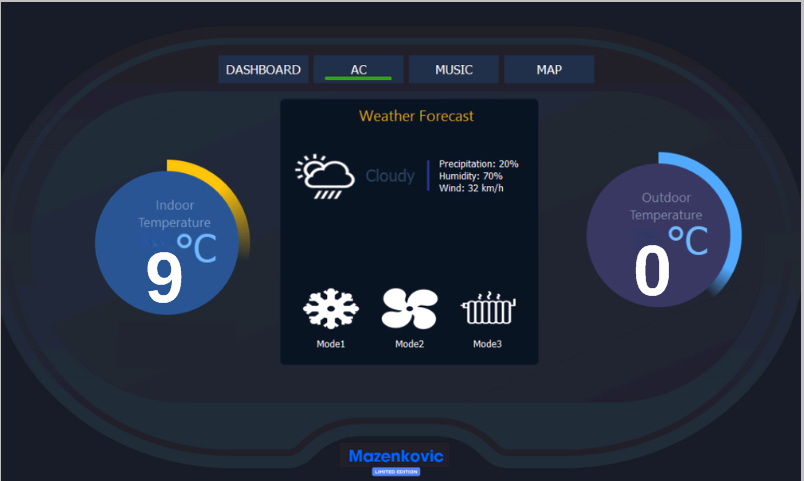 DASHBOARD
AC
MUSIC
MAP
Weather Forecast
Cloudy
Precipitation: 20%
Humidity: 70%
Wind: 32 km/h
Indoor
Temperature
°C
9
Outdoor
Temperature
°C
0
Mode1
Mode2
Mode3
Mazenkovic
LIMITED EDITION